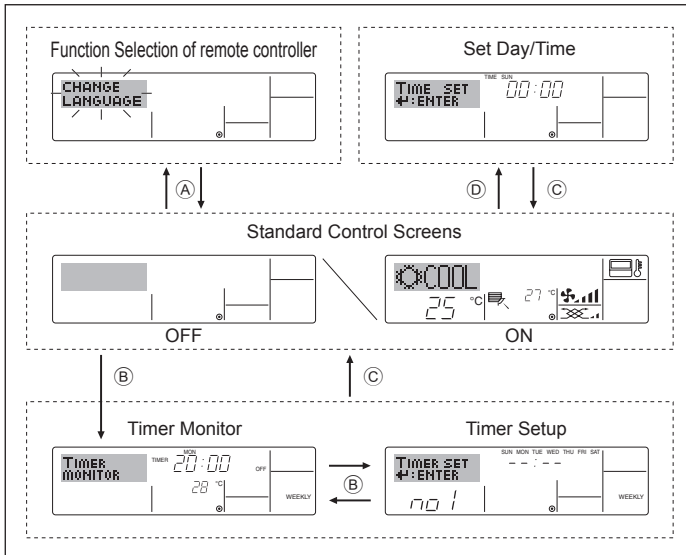 Function Selection of remote controller
Set Day/Time
CHANGE
LANGUAGE
TIME SUN
TIME SET
00:00
:ENTER
A
D
C
Standard Control Screens
COOL
25 °C
27 °C
OFF
ON
B
C
Timer Monitor
Timer Setup
MON
TIMER
MONITOR
TIMER
20:00
OFF
28 °C
WEEKLY
B
SUN MON TUE WED THU FRI SAT
TIMER SET
--:--
:ENTER
no 1
WEEKLY